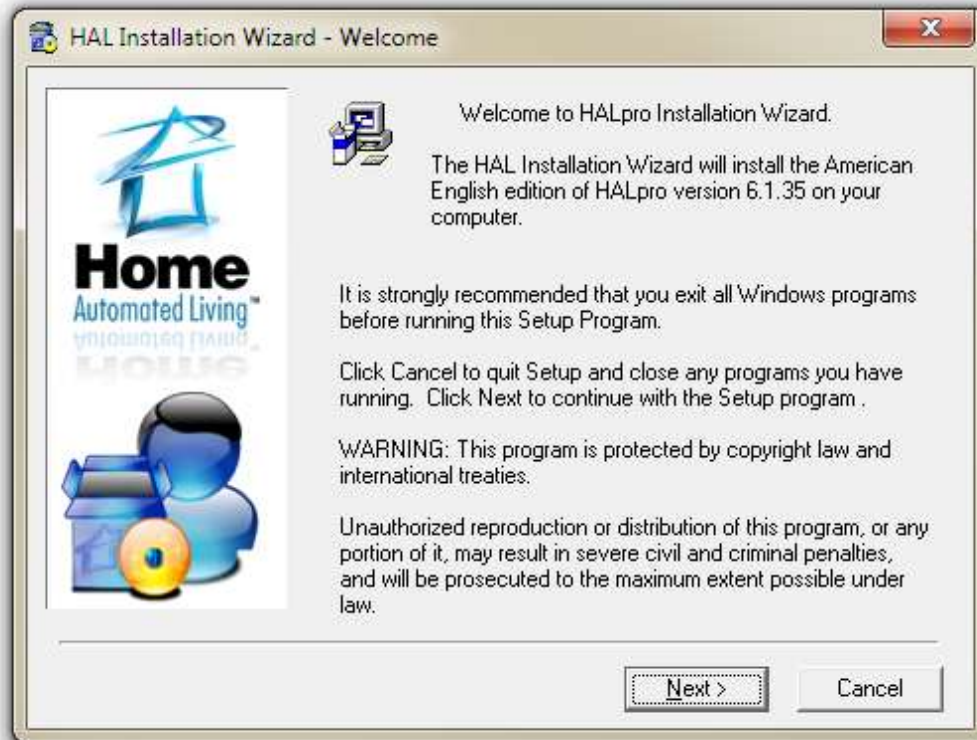 HAL Installation Wizard - Welcome
Welcome to HALpro Installation Wizard.
The HAL Installation Wizard will install the American
English edition of HALpro version 6.1.35 on your
computer.
Home
Automated Living™
It is strongly recommended that you exit all Windows programs
before running this Setup Program.
Click Cancel to quit Setup and close any programs you have
running.  Click Next to continue with the Setup program .
WARNING: This program is protected by copyright law and
international treaties.
Unauthorized reproduction or distribution of this program, or any
portion of it, may result in severe civil and criminal penalties,
and will be prosecuted to the maximum extent possible under
law.
Next >
Cancel